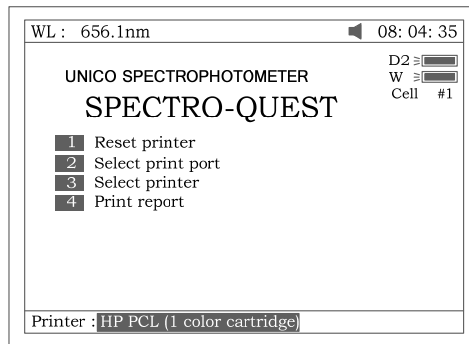 WL : 656.1nm 08: 04: 35
D2
UNICO SPECTROPHOTOMETER W
SPECTRO-QUEST Cell #1
1 Reset printer
2 Select print port
3 Select printer
4 Print report
Printer : HP PCL (1 color cartridge)